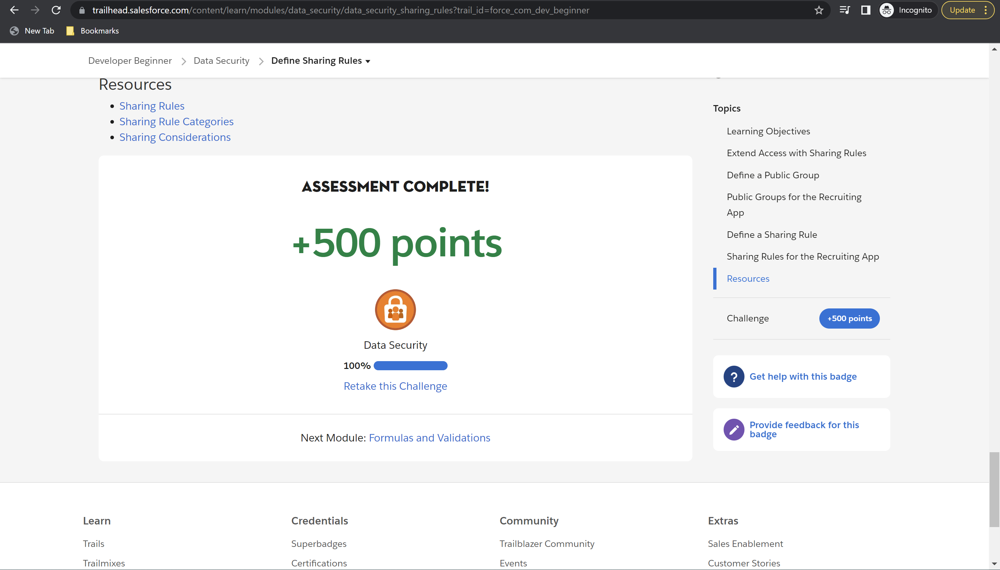 trailhead.salesforce.com/content/learn/modules/data_security/data_security_sharing_rules?trail_id=force_com_dev_beginner
Incognito
Update
New Tab
Bookmarks
Developer Beginner
Data Security
Define Sharing Rules
Resources
Sharing Rules
Sharing Rule Categories
Sharing Considerations
ASSESSMENT COMPLETE!
+500 points
Data Security
100%
Retake this Challenge
Next Module: Formulas and Validations
Topics
Learning Objectives
Extend Access with Sharing Rules
Define a Public Group
Public Groups for the Recruiting
App
Define a Sharing Rule
Sharing Rules for the Recruiting App
Resources
Challenge
+500 points
?
Get help with this badge
Provide feedback for this
badge
Learn
Trails
Trailmixes
Credentials
Superbadges
Certifications
Community
Trailblazer Community
Events
Extras
Sales Enablement
Customer Stories